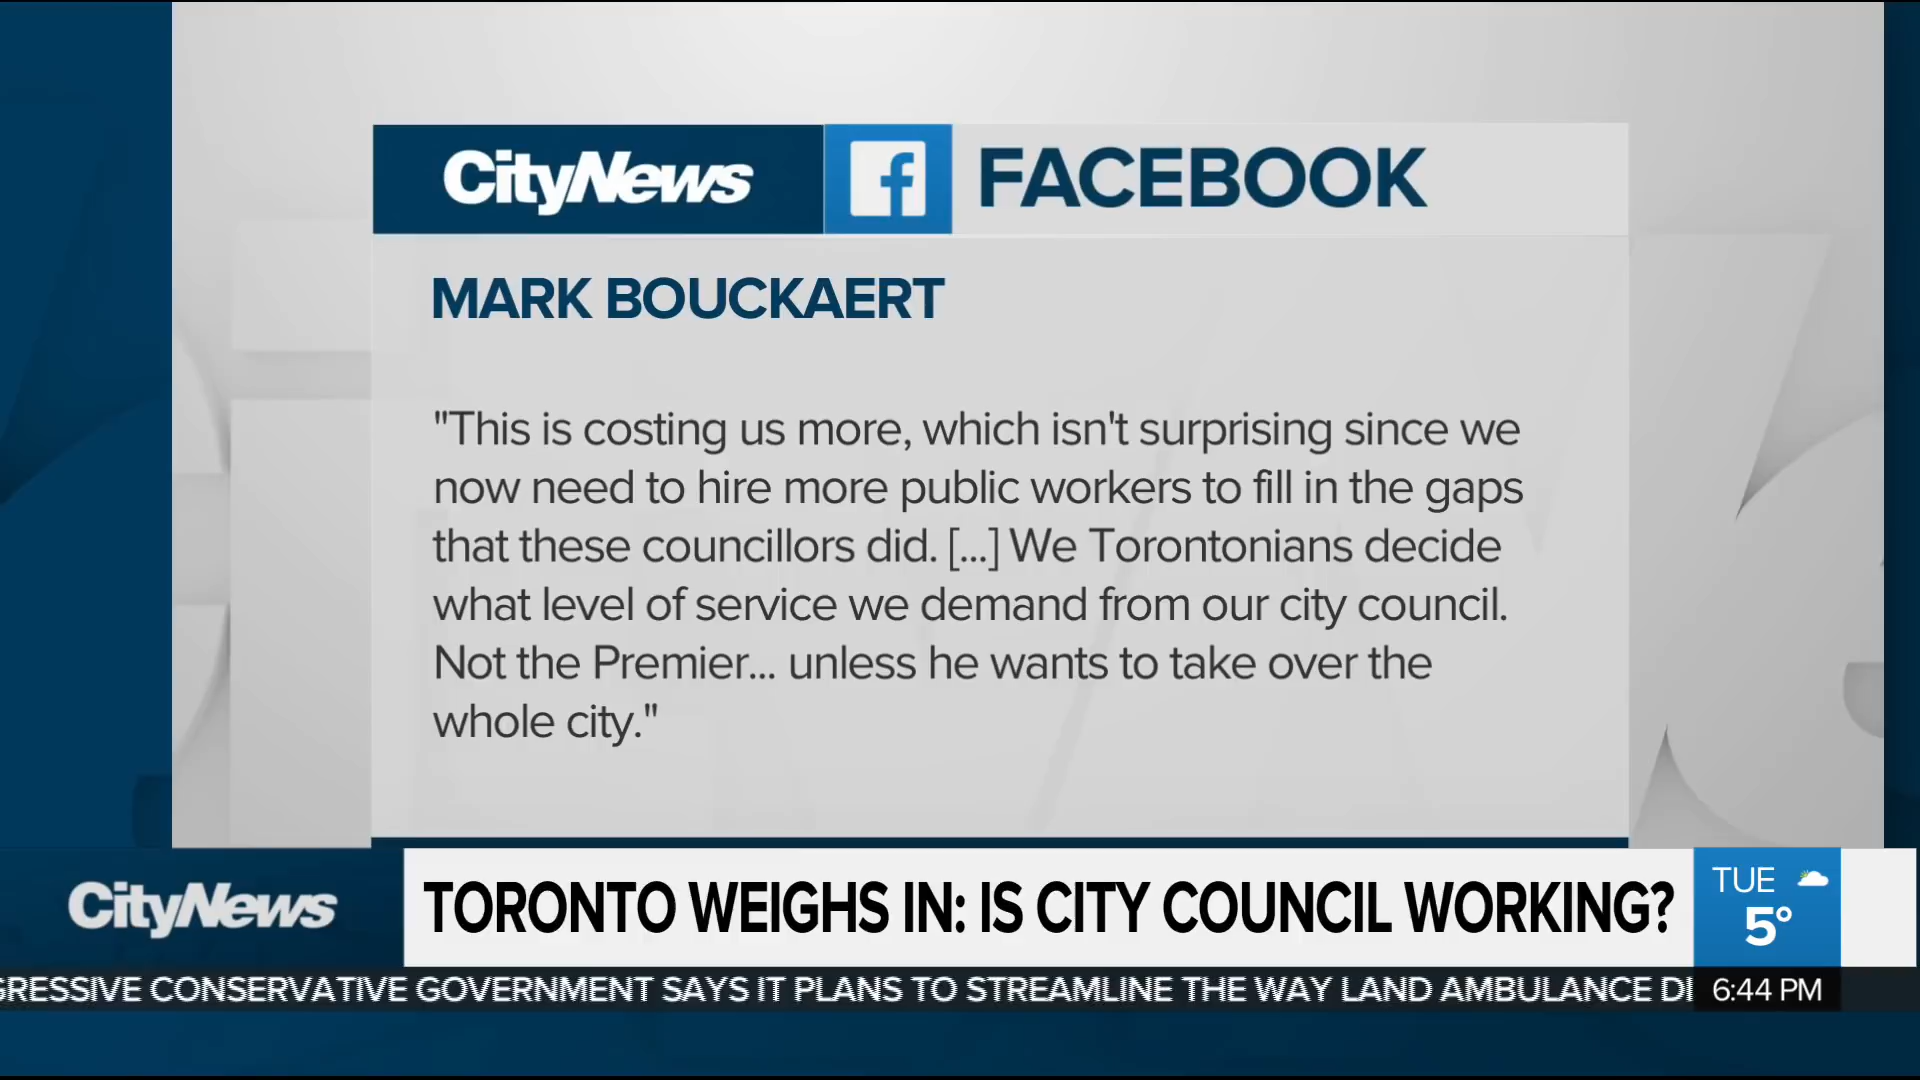 CityNews
FACEBOOK
MARK BOUCKAERT
"This is costing us more, which isn't surprising since we
now need to hire more public workers to fill in the gaps
that these councillors did. [...] We Torontonians decide
what level of service we demand from our city council.
Not the Premier... unless he wants to take over the
whole city."
CityNews
TORONTO WEIGHS IN: IS CITY COUNCIL WORKING?
TUE
5°
CONSERVATIVE GOVERNMENT SAYS IT PLANS TO STREAMLINE THE WAY LAND AMBULANCE
6:44 PM